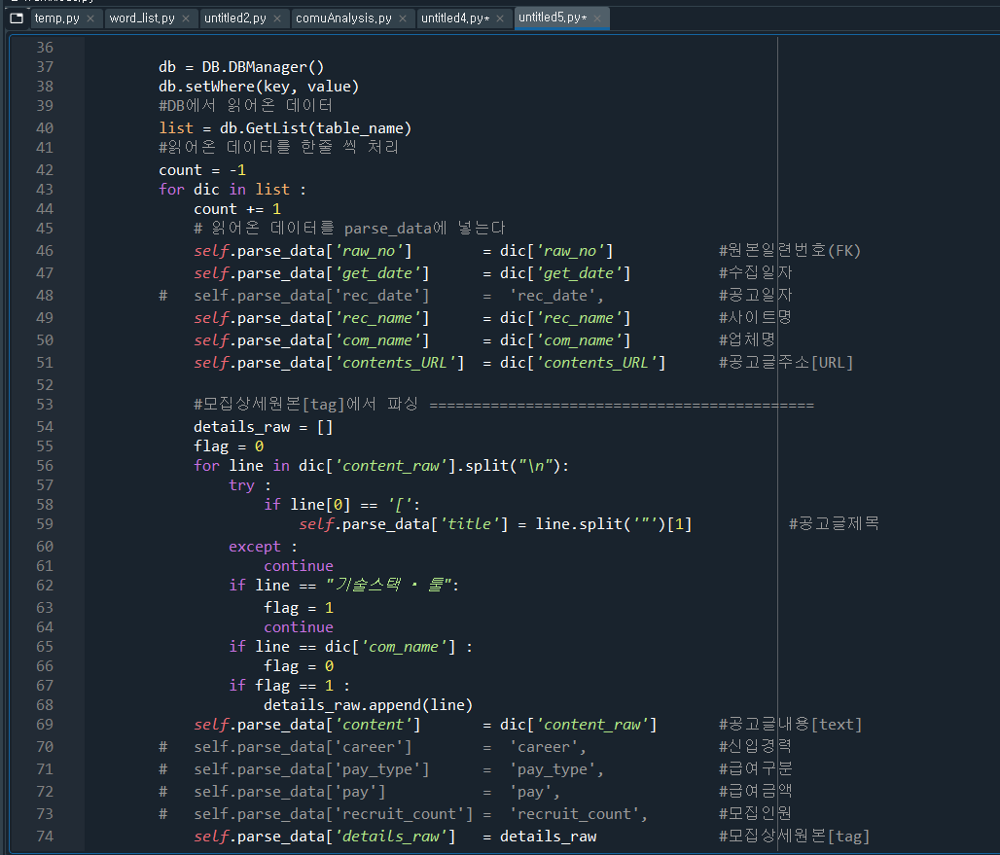 temp.py × word_list.py × untitled2.py × comuAnalysis.py × untitled4.py* × untitled5.py* ×
36
37 db = DB.DBManager()
38 db.setWhere(key, value)
39 #DB에서 읽어온 데이터
40 list = db.GetList(table_name)
41 #읽어온 데이터를 한줄 씩 처리
42 count = -1
43 for dic in list :
44 count += 1
45 # 읽어온 데이터를 parse_data에 넣는다
46 self.parse_data['raw_no'] = dic['raw_no'] #원본일련번호(FK)
47 self.parse_data['get_date'] = dic['get_date'] #수집일자
48 # self.parse_data['rec_date'] = 'rec_date', #공고일자
49 self.parse_data['rec_name'] = dic['rec_name'] #사이트명
50 self.parse_data['com_name'] = dic['com_name'] #업체명
51 self.parse_data['contents_URL'] = dic['contents_URL'] #공고글주소[URL]
52
53 #모집상세원본[tag]에서 파싱 ============================================
54 details_raw = []
55 flag = 0
56 for line in dic['content_raw'].split("\n"):
57 try :
58 if line[0] == '[':
59 self.parse_data['title'] = line.split('"')[1] #공고글제목
60 except :
61 continue
62 if line == "기술스택 · 툴":
63 flag = 1
64 continue
65 if line == dic['com_name'] :
66 flag = 0
67 if flag == 1 :
68 details_raw.append(line)
69 self.parse_data['content'] = dic['content_raw'] #공고글내용[text]
70 # self.parse_data['career'] = 'career', #신입경력
71 # self.parse_data['pay_type'] = 'pay_type', #급여구분
72 # self.parse_data['pay'] = 'pay', #급여금액
73 # self.parse_data['recruit_count'] = 'recruit_count', #모집인원
74 self.parse_data['details_raw'] = details_raw #모집상세원본[tag]